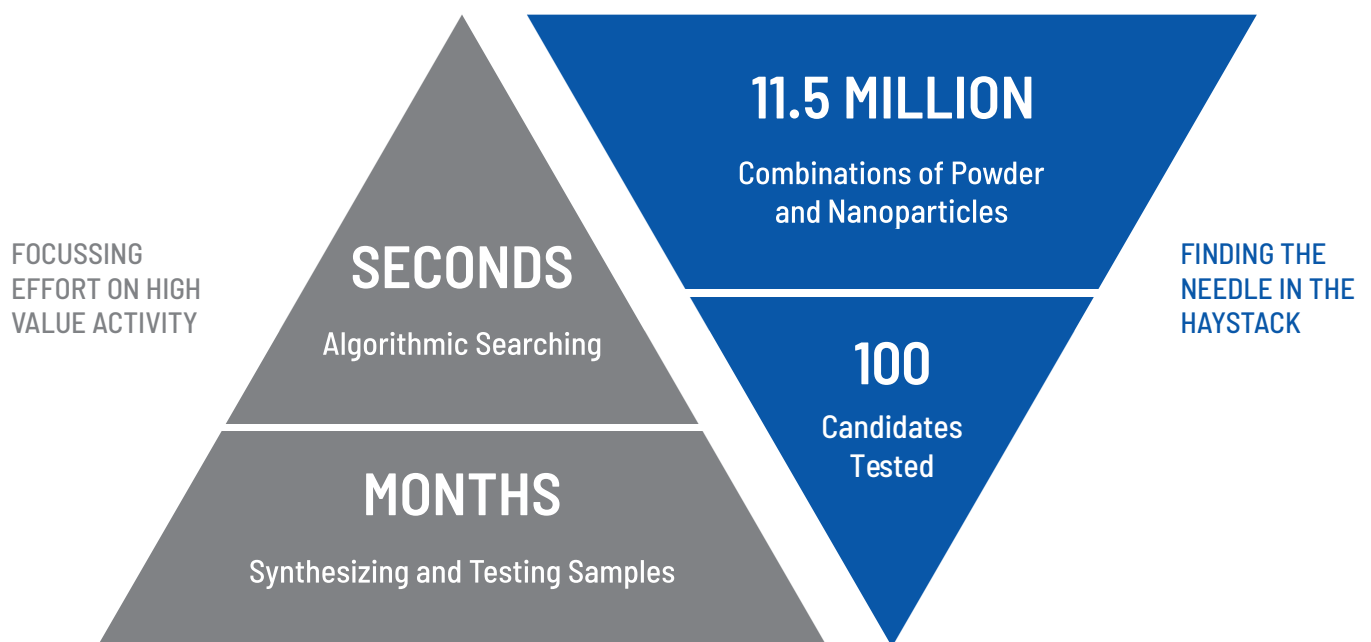 FOCUSSING
EFFORT ON HIGH
VALUE ACTIVITY
SECONDS
Algorithmic Searching
MONTHS
Synthesizing and Testing Samples
11.5 MILLION
Combinations of Powder
and Nanoparticles
100
Candidates
Tested
FINDING THE
NEEDLE IN THE
HAYSTACK